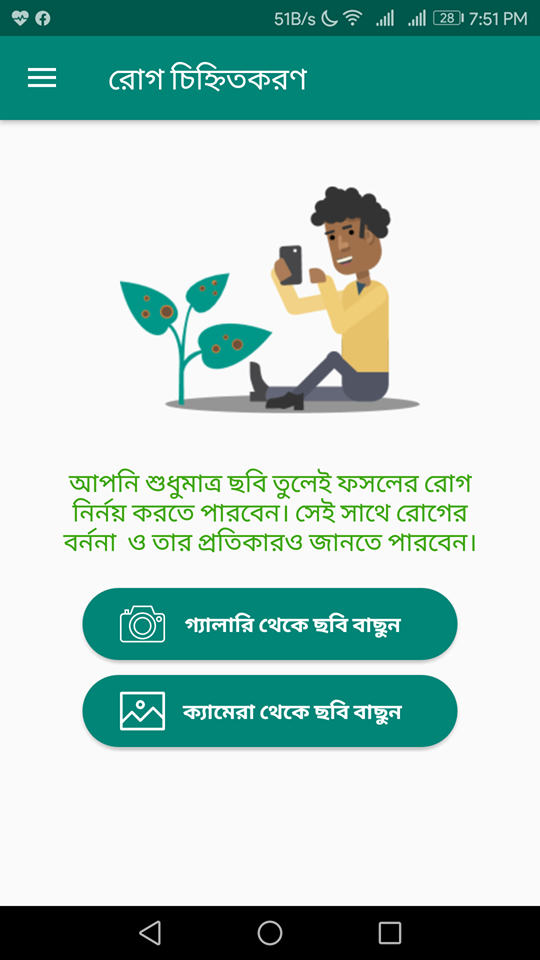 51B/s 28 7:51 PM
রোগ চিহ্নিতকরণ
আপনি শুধুমাত্র ছবি তুলেই ফসলের রোগ
নির্নয় করতে পারবেন। সেই সাথে রোগের
বর্ননা ও তার প্রতিকারও জানতে পারবেন।
গ্যালারি থেকে ছবি বাছুন
ক্যামেরা থেকে ছবি বাছুন